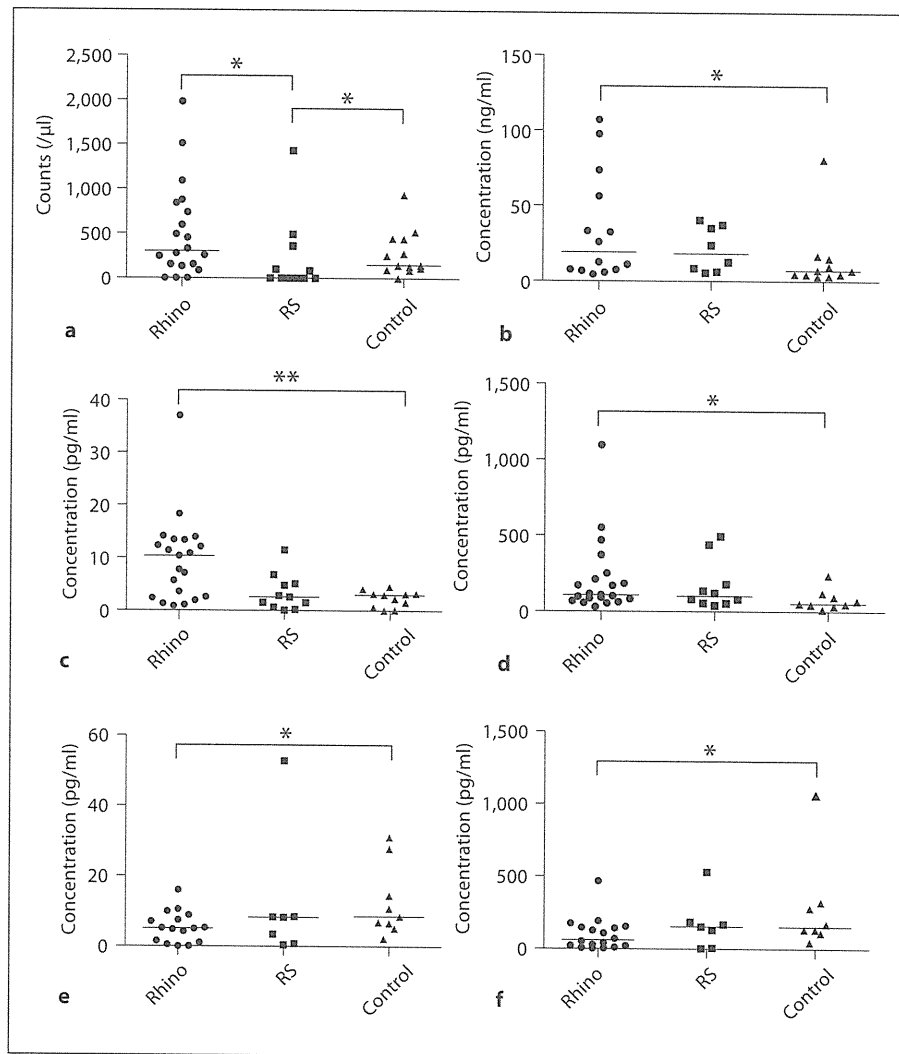 2,500
2,000
1,500
1,000
500
0
Counts (/μl)
*
*
Rhino
RS
Control
a
150
100
50
0
Concentration (ng/ml)
*
Rhino
RS
Control
b
40
30
20
10
0
Concentration (pg/ml)
**
Rhino
RS
Control
c
1,500
1,000
500
0
Concentration (pg/ml)
*
Rhino
RS
Control
d
60
40
20
0
Concentration (pg/ml)
*
Rhino
RS
Control
e
1,500
1,000
500
0
Concentration (pg/ml)
*
Rhino
RS
Control
f